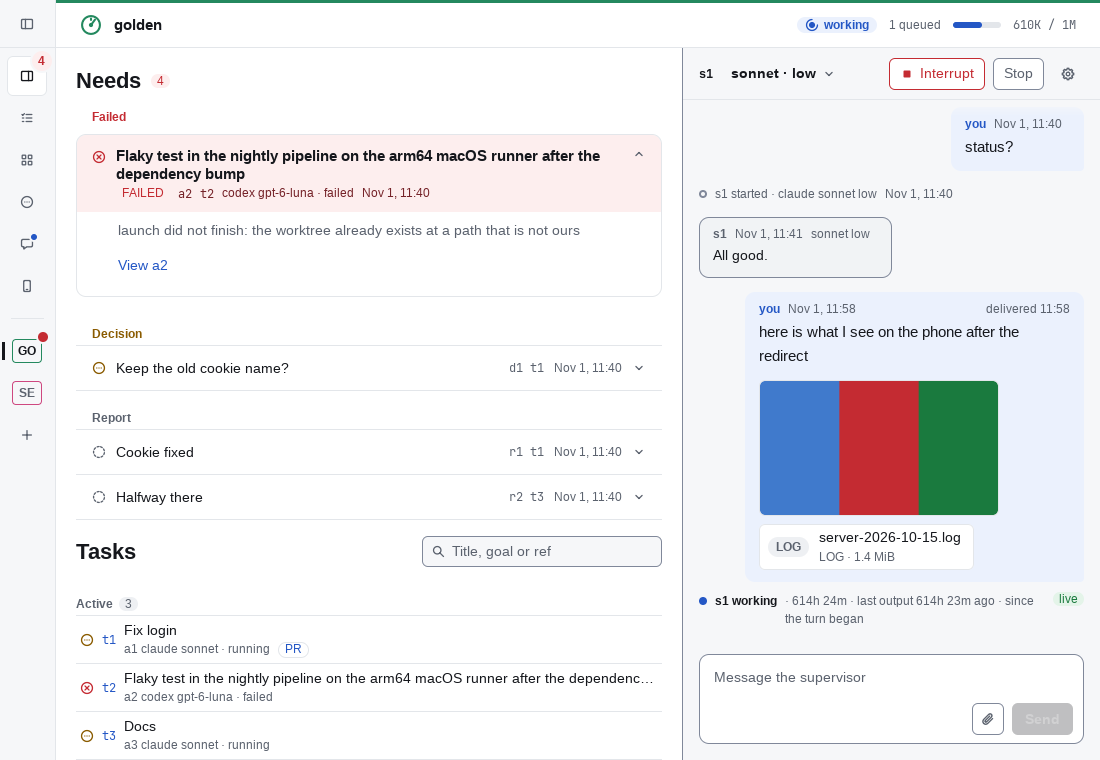 golden
working
1 queued
610K / 1M
4
GO
SE
Needs 4
Failed
Flaky test in the nightly pipeline on the arm64 macOS runner after the
dependency bump
FAILED a2 t2 codex gpt-6-luna · failed Nov 1, 11:40
launch did not finish: the worktree already exists at a path that is not ours
View a2
Decision
Keep the old cookie name? d1 t1 Nov 1, 11:40
Report
Cookie fixed r1 t1 Nov 1, 11:40
Halfway there r2 t3 Nov 1, 11:40
Tasks
Title, goal or ref
Active 3
t1 Fix login
a1 claude sonnet · running PR
t2 Flaky test in the nightly pipeline on the arm64 macOS runner after the dependenc…
a2 codex gpt-6-luna · failed
t3 Docs
a3 claude sonnet · running
s1 sonnet · low
Interrupt
Stop
you Nov 1, 11:40
status?
s1 started · claude sonnet low Nov 1, 11:40
s1 Nov 1, 11:41 sonnet low
All good.
you Nov 1, 11:58 delivered 11:58
here is what I see on the phone after the
redirect
LOG
server-2026-10-15.log
LOG · 1.4 MiB
s1 working · 614h 24m · last output 614h 23m ago · since
the turn began
live
Message the supervisor
Send